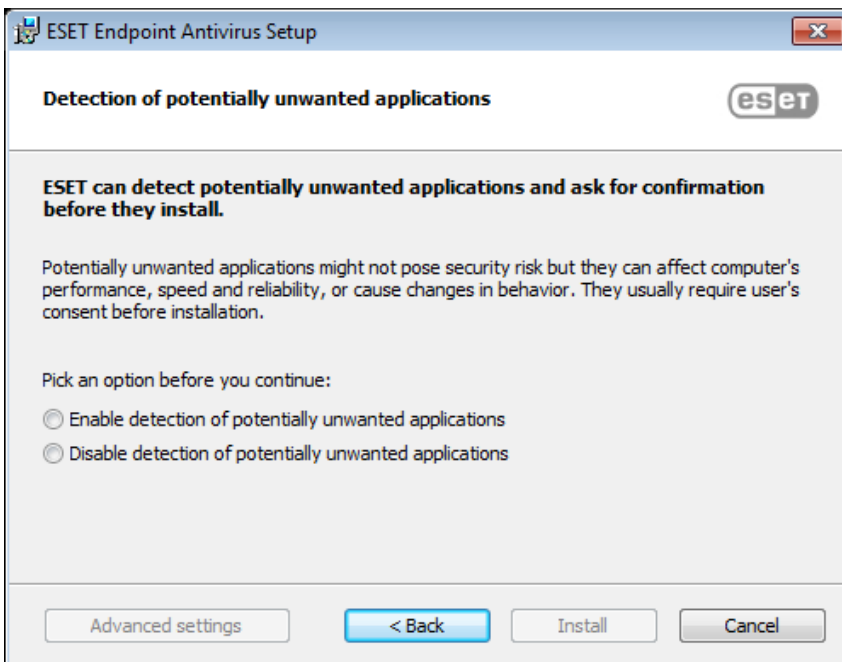 ESET Endpoint Antivirus Setup
Detection of potentially unwanted applications
eseT
ESET can detect potentially unwanted applications and ask for confirmation
before they install.
Potentially unwanted applications might not pose security risk but they can affect computer's
performance, speed and reliability, or cause changes in behavior. They usually require user's
consent before installation.
Pick an option before you continue:
Enable detection of potentially unwanted applications
Disable detection of potentially unwanted applications
Advanced settings
< Back
Install
Cancel